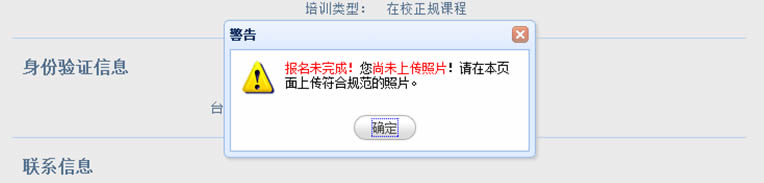 培训类型： 在校正规课程
警告
身份验证信息
报名未完成！您尚未上传照片！请在本页
面上传符合规范的照片。
台
确定
联系信息